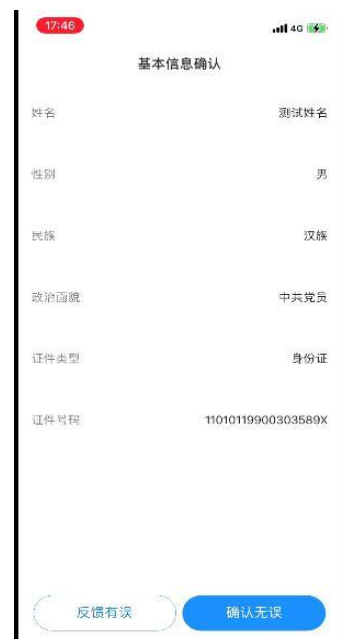 17:46 4G
基本信息确认
姓名 测试姓名
性别 男
民族 汉族
政治面貌 中共党员
证件类型 身份证
证件号码 11010119900303589X
反馈有误 确认无误